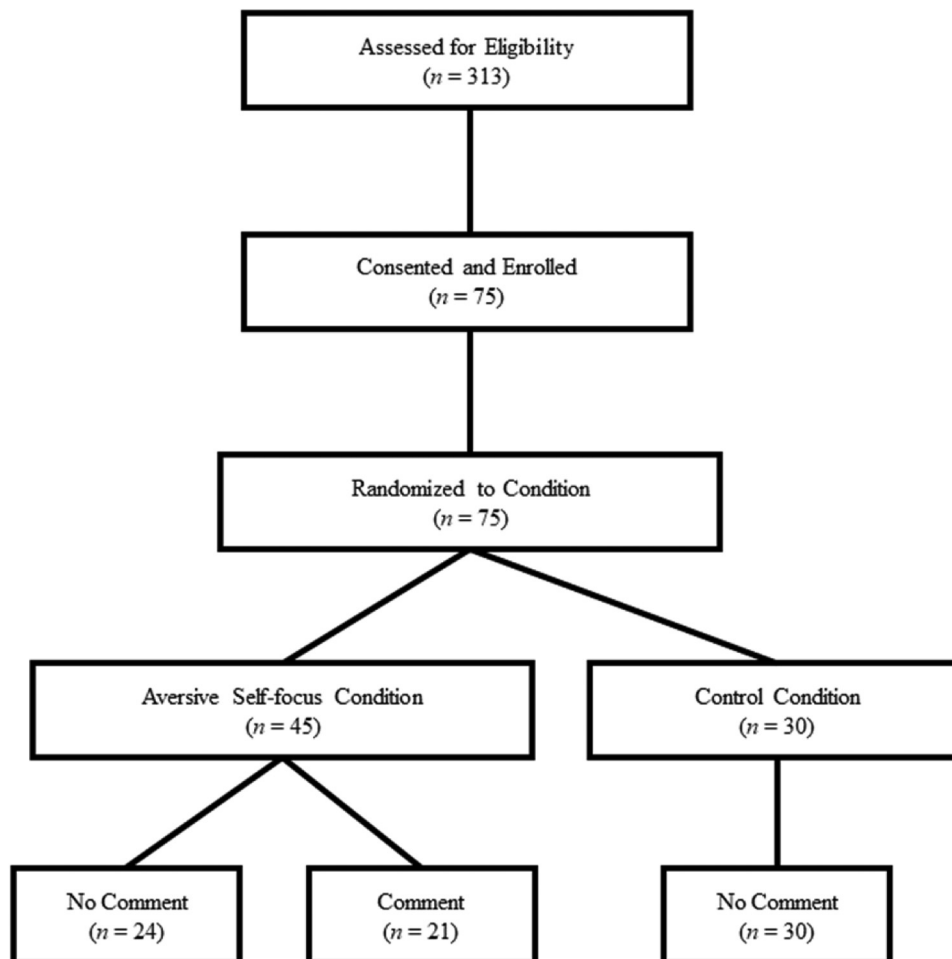 Assessed for Eligibility
(n = 313)
Consented and Enrolled
(n = 75)
Randomized to Condition
(n = 75)
Aversive Self-focus Condition
(n = 45)
Control Condition
(n = 30)
No Comment
(n = 24)
Comment
(n = 21)
No Comment
(n = 30)